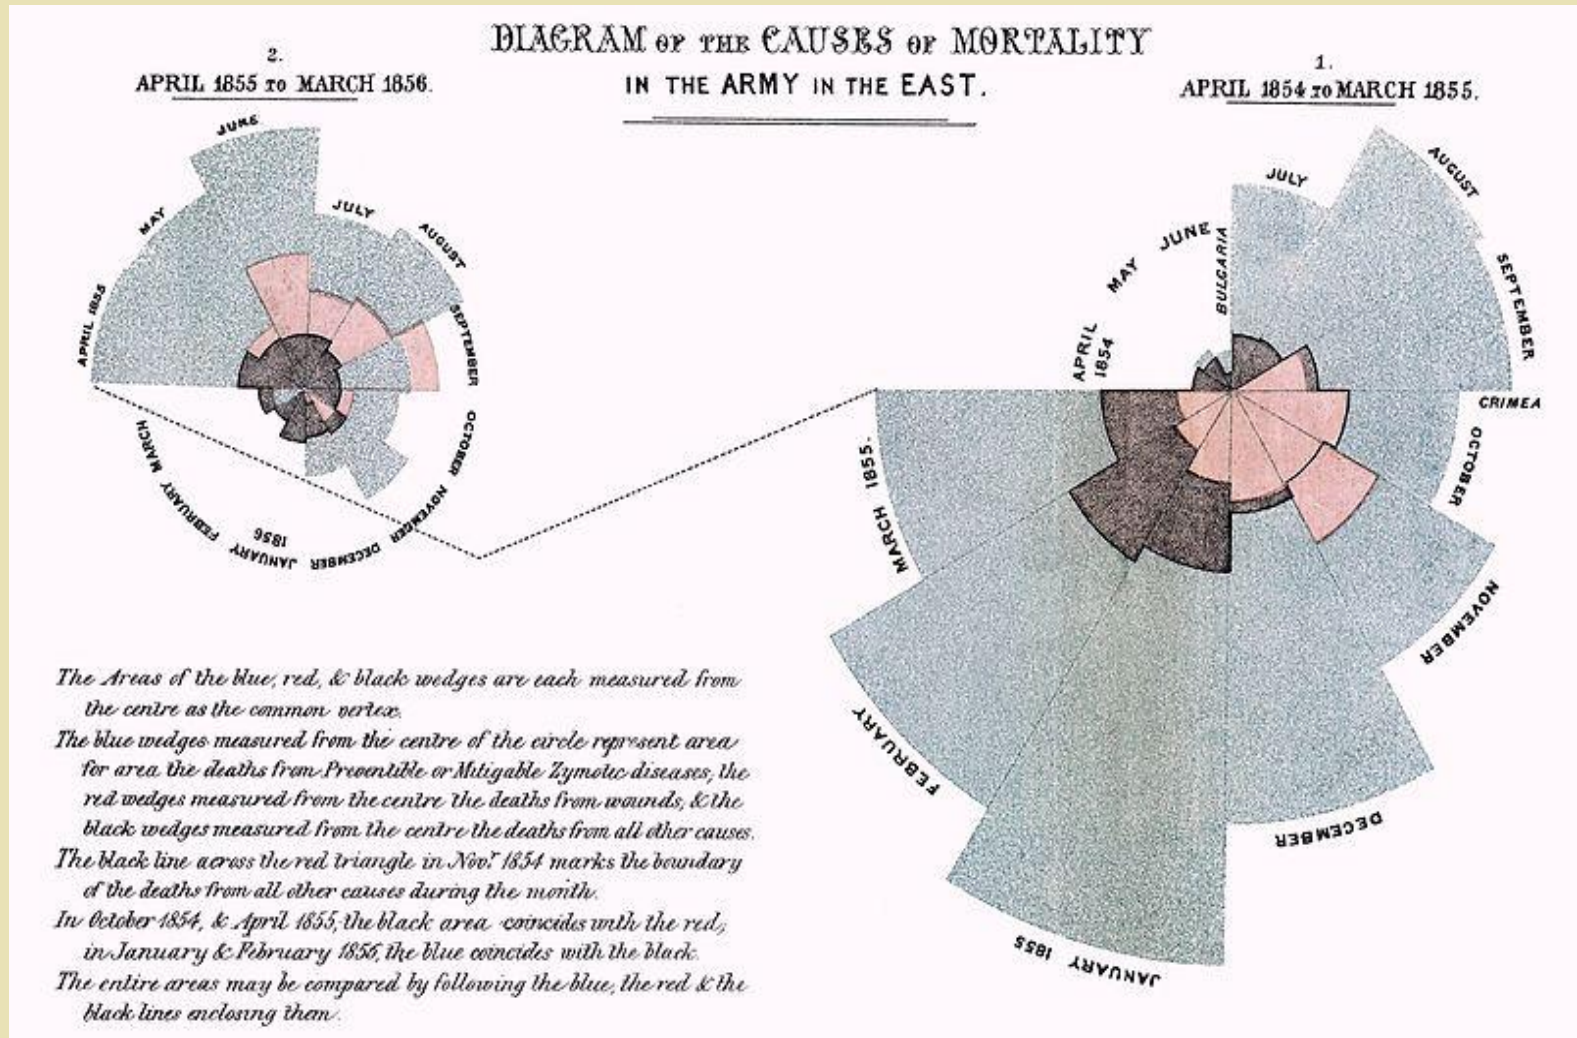 DIAGRAM OF THE CAUSES OF MORTALITY
IN THE ARMY IN THE EAST.
2.
APRIL 1855 TO MARCH 1856.
1.
APRIL 1854 TO MARCH 1855.
JUNE
JULY
MAY
AUGUST
APRIL 1855
SEPTEMBER
OCTOBER
NOVEMBER
DECEMBER
JANUARY
1856
FEBRUARY
MARCH
APRIL
1854
MAY
JUNE
BULGARIA
JULY
AUGUST
SEPTEMBER
CRIMEA
OCTOBER
NOVEMBER
DECEMBER
JANUARY 1855
FEBRUARY
MARCH 1855.
The Areas of the blue, red, & black wedges are each measured from
the centre as the common vertex.
The blue wedges measured from the centre of the circle represent area
for area the deaths from Preventible or Mitigable Zymotic diseases; the
red wedges measured from the centre the deaths from wounds; & the
black wedges measured from the centre the deaths from all other causes.
The black line across the red triangle in Novr. 1854 marks the boundary
of the deaths from all other causes during the month.
In October 1854, & April 1855, the black area coincides with the red;
in January & February 1856, the blue coincides with the black.
The entire areas may be compared by following the blue, the red & the
black lines enclosing them.